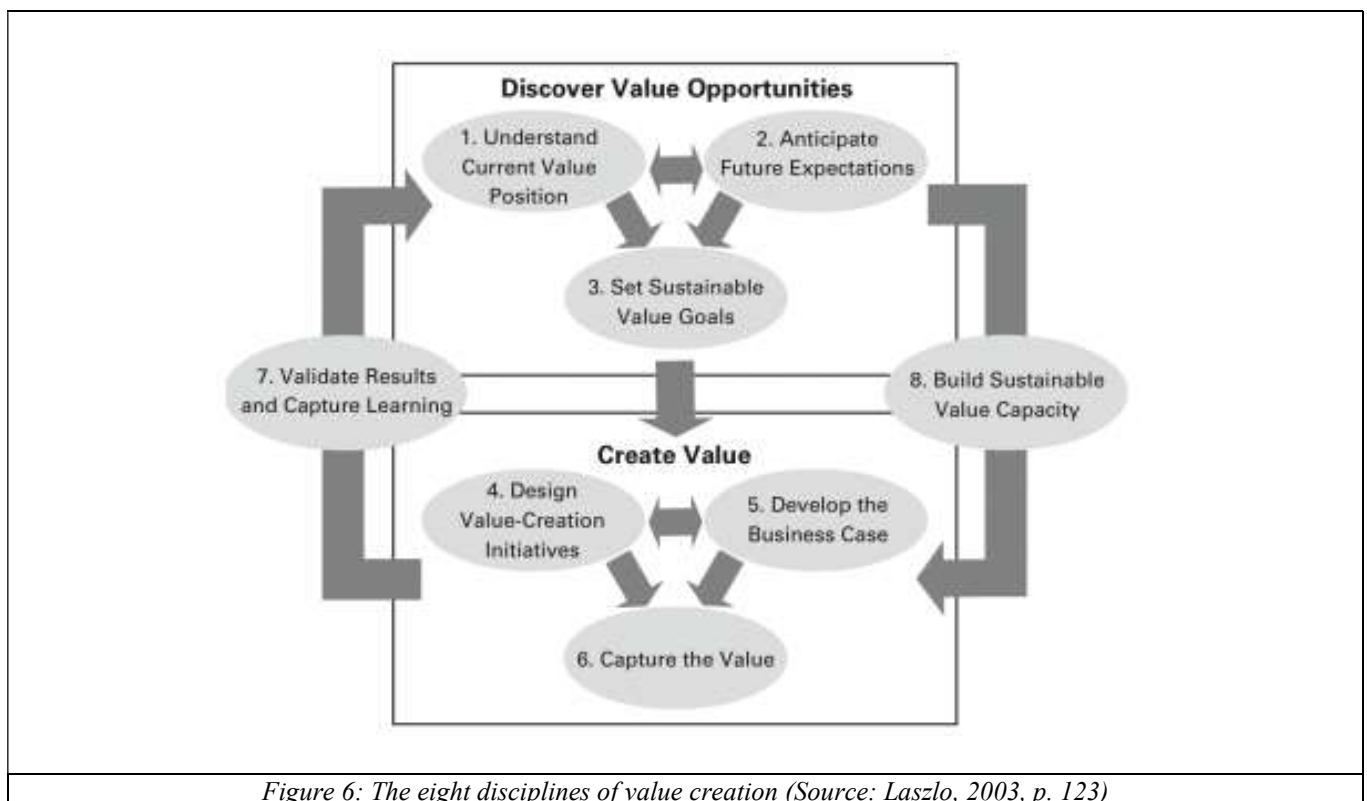 Discover Value Opportunities
1. Understand
Current Value
Position
2. Anticipate
Future Expectations
3. Set Sustainable
Value Goals
7. Validate Results
and Capture Learning
8. Build Sustainable
Value Capacity
Create Value
4. Design
Value-Creation
Initiatives
5. Develop the
Business Case
6. Capture the Value
Figure 6: The eight disciplines of value creation (Source: Laszlo, 2003, p. 123)